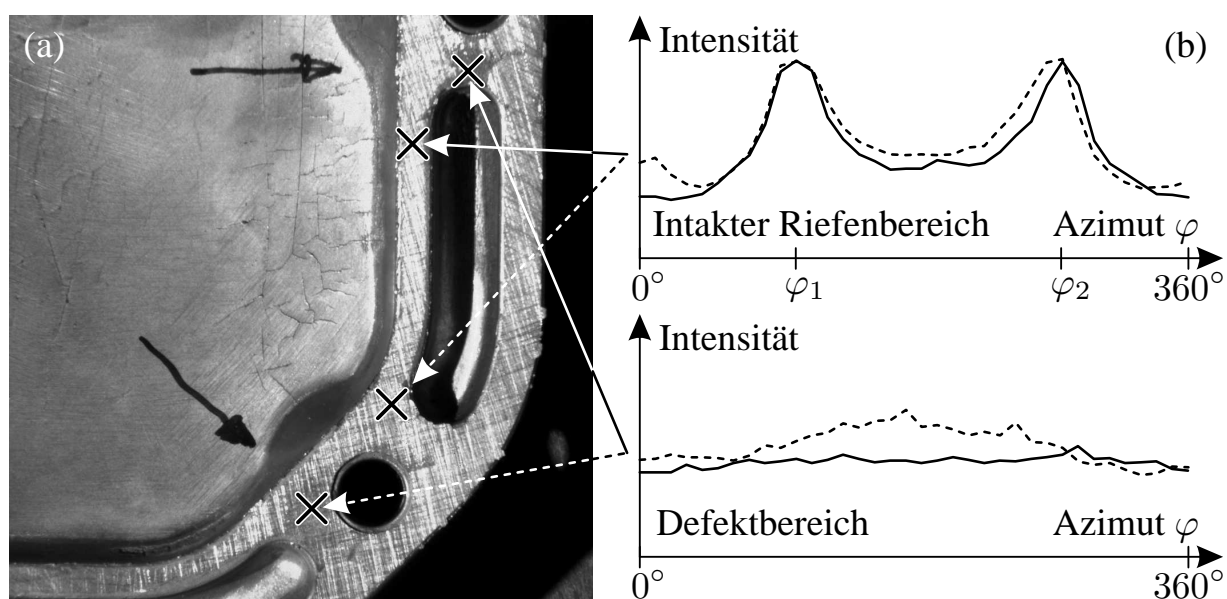 (a)
Intensität
(b)
Intakter Riefenbereich
Azimut φ
0°
φ₁
φ₂
360°
Intensität
Defektbereich
Azimut φ
0°
360°